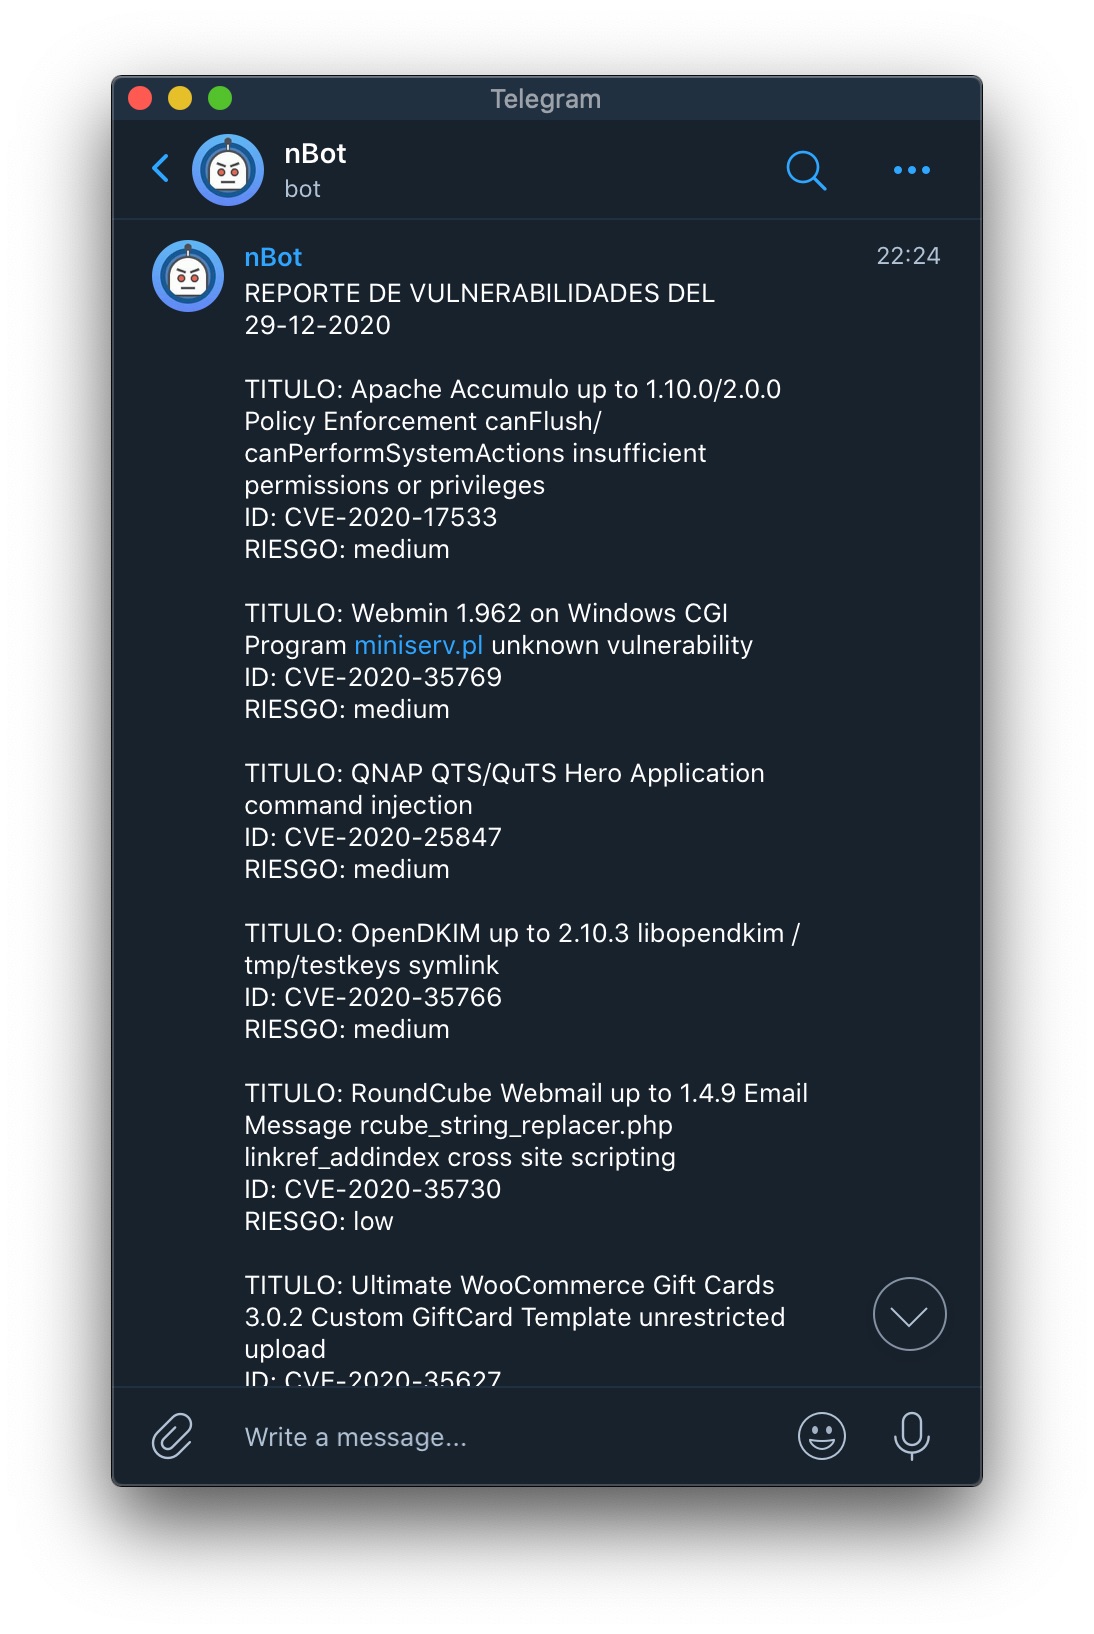 Telegram
nBot
bot
nBot
22:24
REPORTE DE VULNERABILIDADES DEL
29-12-2020
TITULO: Apache Accumulo up to 1.10.0/2.0.0
Policy Enforcement canFlush/
canPerformSystemActions insufficient
permissions or privileges
ID: CVE-2020-17533
RIESGO: medium
TITULO: Webmin 1.962 on Windows CGI
Program miniserv.pl unknown vulnerability
ID: CVE-2020-35769
RIESGO: medium
TITULO: QNAP QTS/QuTS Hero Application
command injection
ID: CVE-2020-25847
RIESGO: medium
TITULO: OpenDKIM up to 2.10.3 libopendkim /
tmp/testkeys symlink
ID: CVE-2020-35766
RIESGO: medium
TITULO: RoundCube Webmail up to 1.4.9 Email
Message rcube_string_replacer.php
linkref_addindex cross site scripting
ID: CVE-2020-35730
RIESGO: low
TITULO: Ultimate WooCommerce Gift Cards
3.0.2 Custom GiftCard Template unrestricted
upload
ID: CVE-2020-35627
Write a message...